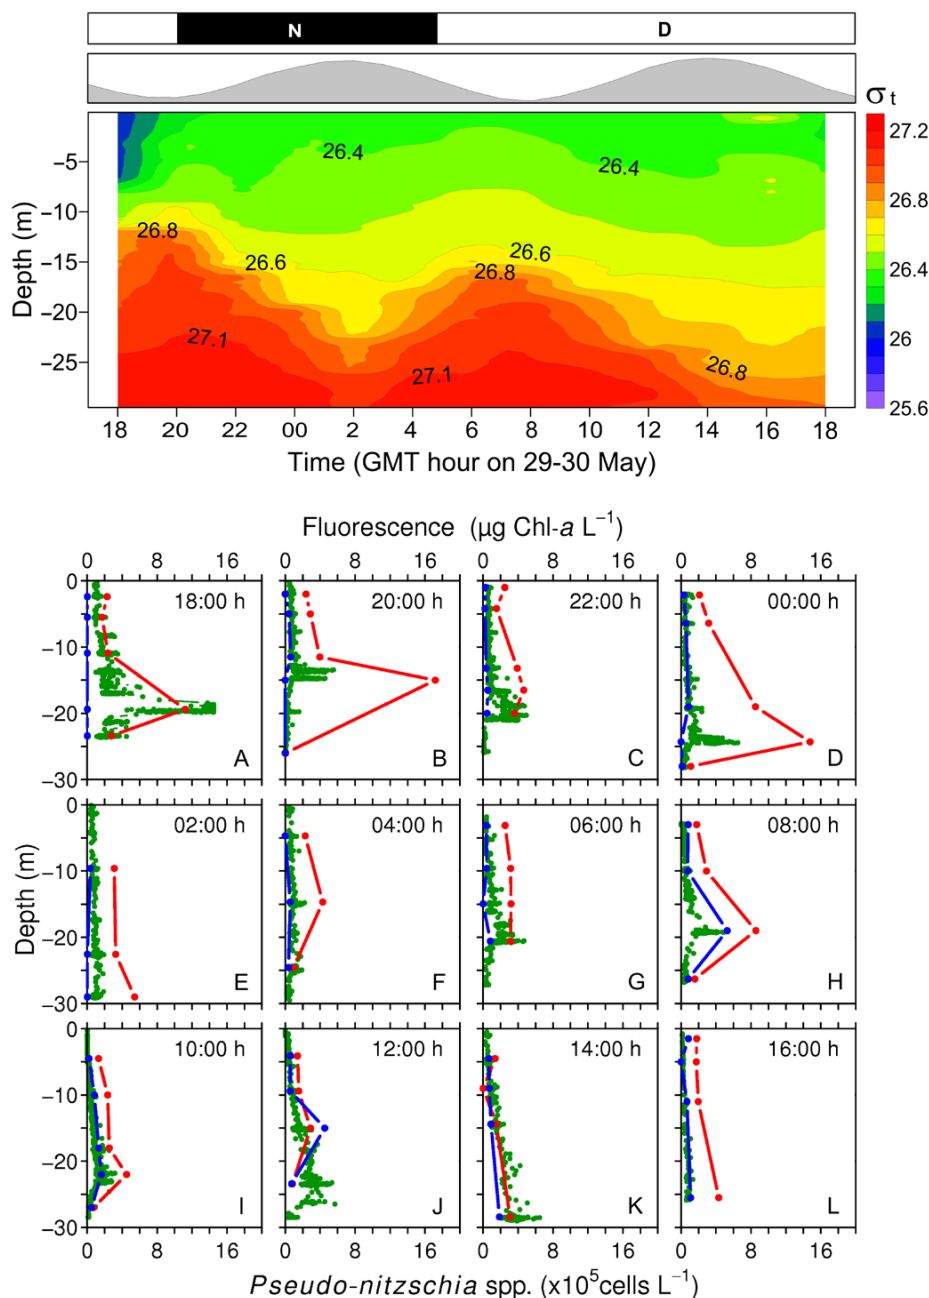 N D
σt
27.2
26.8
26.4
26
25.6
−5
−10
−15
−20
−25
Depth (m)
26.4
26.4
26.8
26.6
26.6
26.8
27.1
27.1
26.8
18 20 22 00 2 4 6 8 10 12 14 16 18
Time (GMT hour on 29-30 May)
Fluorescence (µg Chl-a L⁻¹)
0 8 16 0 8 16 0 8 16 0 8 16
0
−10
−20
−30
18:00 h 20:00 h 22:00 h 00:00 h
A B C D
0
−10
−20
−30
02:00 h 04:00 h 06:00 h 08:00 h
E F G H
Depth (m)
0
−10
−20
−30
10:00 h 12:00 h 14:00 h 16:00 h
I J K L
0 8 16 0 8 16 0 8 16 0 8 16
Pseudo-nitzschia spp. (x10⁵cells L⁻¹)